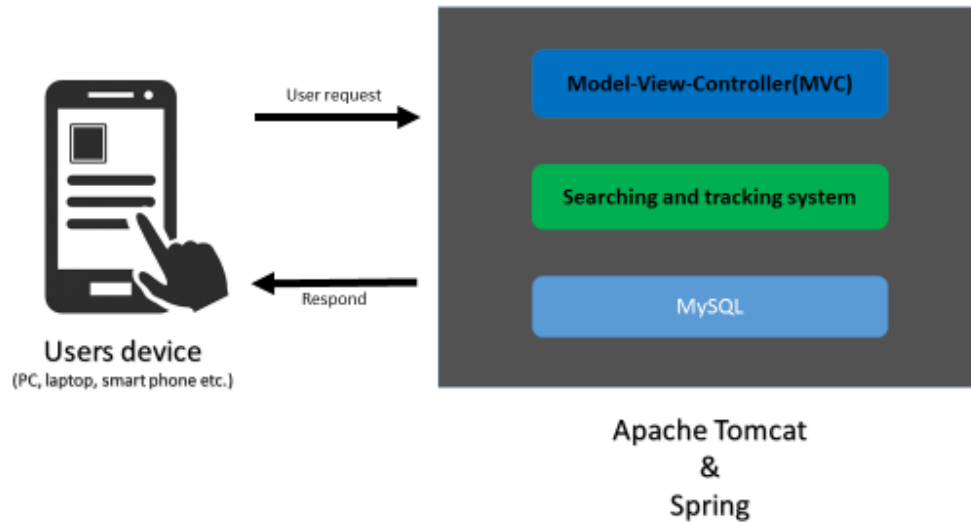 User request
Respond
Users device
(PC, laptop, smart phone etc.)
Model-View-Controller(MVC)
Searching and tracking system
MySQL
Apache Tomcat
&
Spring